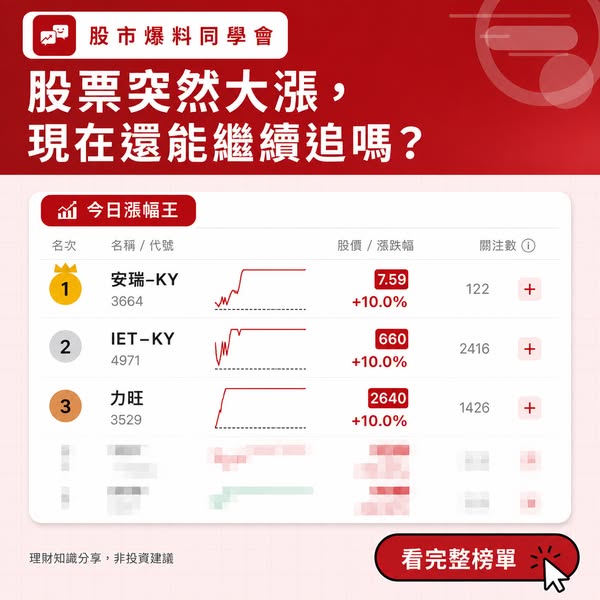 股市爆料同學會
股票突然大漲，
現在還能繼續追嗎？
今日漲幅王
名次 名稱 / 代號 股價 / 漲跌幅 關注數 ⓘ
1 安瑞-KY 7.59 122 +
3664 +10.0%
2 IET-KY 660 2416 +
4971 +10.0%
3 力旺 2640 1426 +
3529 +10.0%
理財知識分享，非投資建議
看完整榜單